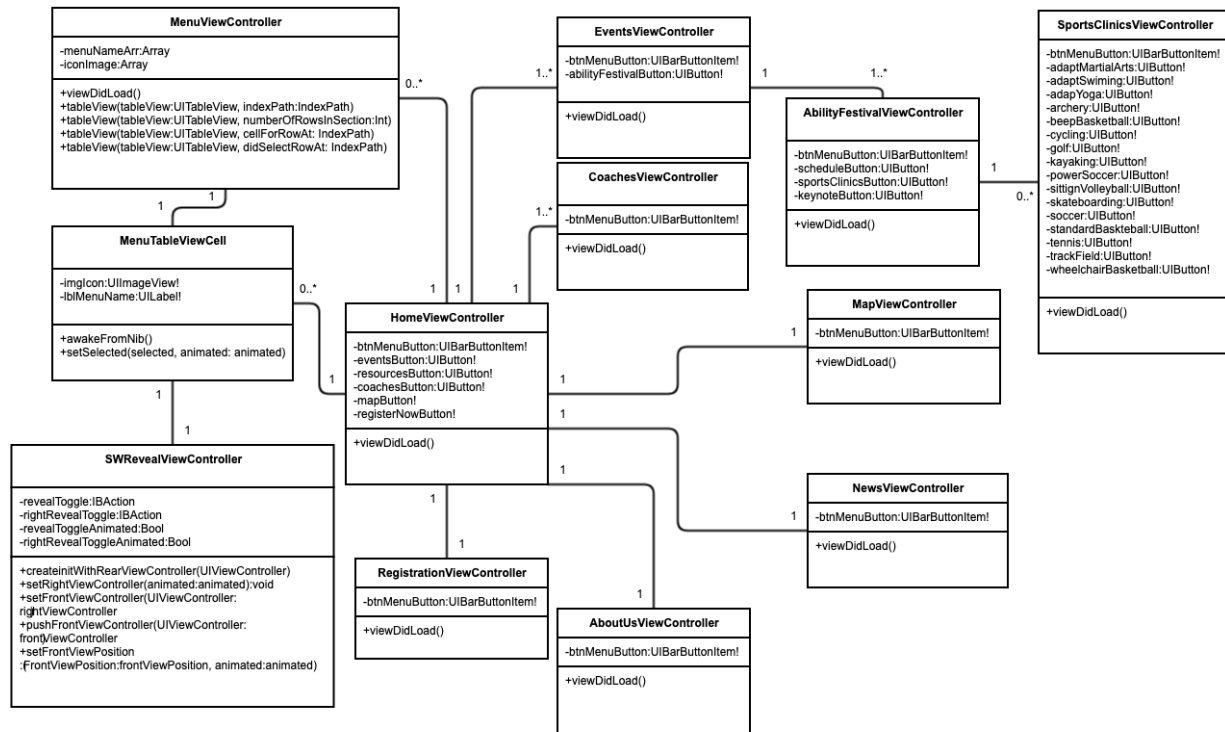 MenuViewController
-menuNameArr:Array
-iconImage:Array
+viewDidLoad()
+tableView(tableView:UITableView, indexPath:IndexPath)
+tableView(tableView:UITableView, numberOfRowsInSection:Int)
+tableView(tableView:UITableView, cellForRowAt: IndexPath)
+tableView(tableView:UITableView, didSelectRowAt: IndexPath)
0..*
1
1
MenuTableViewCell
-imgIcon:UIImageView!
-lblMenuName:UILabel!
+awakeFromNib()
+setSelected(selected, animated: animated)
0..*
1
1
1
SWRevealViewController
-revealToggle:IBAction
-rightRevealToggle:IBAction
-revealToggleAnimated:Bool
-rightRevealToggleAnimated:Bool
+createinitWithRearViewController(UIViewController)
+setRightViewController(animated:animated):void
+setFrontViewController(UIViewController:
rightViewController
+pushFrontViewController(UIViewController:
frontViewController
+setFrontViewPosition
:(FrontViewPosition:frontViewPosition, animated:animated)
EventsViewController
-btnMenuButton:UIBarButtonItem!
-abilityFestivalButton:UIButton!
+viewDidLoad()
1..*
1
1..*
CoachesViewController
-btnMenuButton:UIBarButtonItem!
+viewDidLoad()
1..*
1
1
1
HomeViewController
-btnMenuButton:UIBarButtonItem!
-eventsButton:UIButton!
-resourcesButton:UIButton!
-coachesButton:UIButton!
-mapButton!
-registerNowButton!
+viewDidLoad()
1
1
1
1
1
RegistrationViewController
-btnMenuButton:UIBarButtonItem!
+viewDidLoad()
1
AboutUsViewController
-btnMenuButton:UIBarButtonItem!
+viewDidLoad()
AbilityFestivalViewController
-btnMenuButton:UIBarButtonItem!
-scheduleButton:UIButton!
-sportsClinicsButton:UIButton!
-keynoteButton:UIButton!
+viewDidLoad()
1
0..*
1
MapViewController
-btnMenuButton:UIBarButtonItem!
+viewDidLoad()
1
NewsViewController
-btnMenuButton:UIBarButtonItem!
+viewDidLoad()
SportsClinicsViewController
-btnMenuButton:UIBarButtonItem!
-adaptMartialArts:UIButton!
-adaptSwiming:UIButton!
-adapYoga:UIButton!
-archery:UIButton!
-beepBasketball:UIButton!
-cycling:UIButton!
-golf:UIButton!
-kayaking:UIButton!
-powerSoccer:UIButton!
-sittignVolleyball:UIButton!
-skateboarding:UIButton!
-soccer:UIButton!
-standardBaskteball:UIButton!
-tennis:UIButton!
-trackField:UIButton!
-wheelchairBasketball:UIButton!
+viewDidLoad()